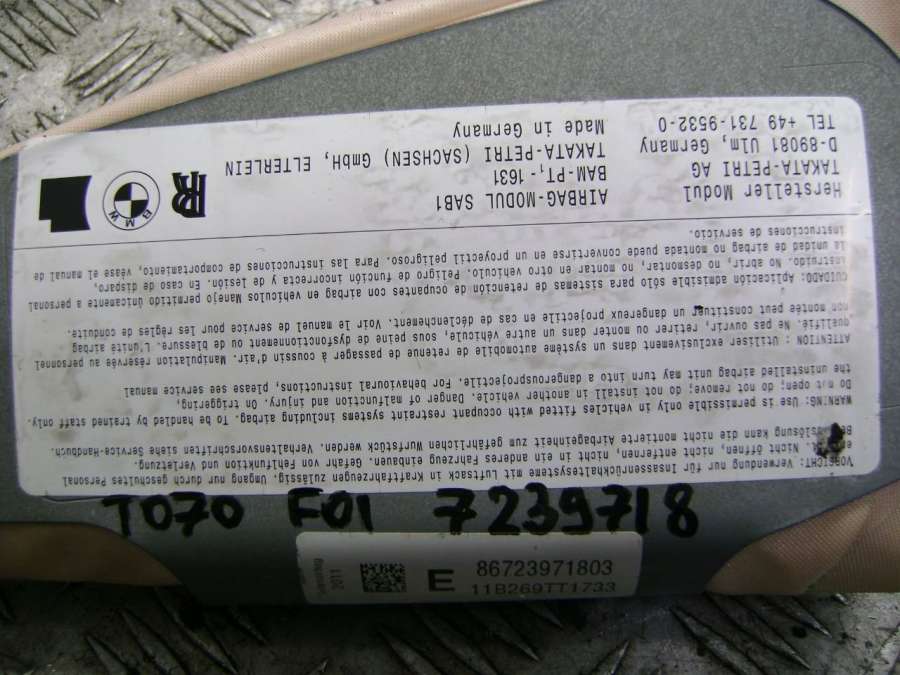 Hersteller Modul
TAKATA-PETRI AG
D-89081 Ulm, Germany
TEL +49 731-9532-0
AIRBAG-MODUL SAB1
BAM-PT,- 1631
TAKATA-PETRI (SACHSEN) GmbH, ELTERLEIN
Made in Germany
RR
BMW
VORSICHT: Verwendung nur für Insassenrückhaltesysteme mit Luftsack in Kraftfahrzeugen zulässig. Umgang nur durch geschultes Personal
Nicht öffnen, nicht entfernen, nicht in ein anderes Fahrzeug einbauen. Gefahr von Fehlfunktion und Verletzung.
kann die nicht montierte Airbageinheit zum gefährlichen Wurfstück werden. Verhaltensvorschriften siehe Service-Handbuch.
WARNING: Use is permissible only in vehicles fitted with occupant restraint systems including airbag. To be handled by trained staff only.
Do not open; do not remove; do not install in another vehicle. Danger of malfunction and injury. On triggering,
the uninstalled airbag unit may turn into a dangerousprojectile. For behavioural instructions, please see service manual
ATTENTION : Utiliser exclusivement dans un système automobile de retenue de passager à coussin d'air. Manipulation réservée au personnel
qualifié. Ne pas ouvrir, retirer ou monter dans un autre véhicule, sous peine de dysfonctionnement ou de blessure. L'unité airbag
non montée peut constituer un dangereux projectile en cas de déclenchement. Voir le manuel de service pour les règles de conduite.
CUIDADO: Aplicación admisible sólo para sistemas de retención de ocupantes con airbag en vehículos Manejo permitido únicamente a personal
instruido. No abrir, no desmontar, no montar en otro vehículo. Peligro de función incorrecta y de lesión. En caso de disparo,
la unidad de airbag no montada puede convertirse en un proyectil peligroso. Para las instrucciones de comportamiento, véase el manual de
instrucciones de servicio.
TO70 F01 7239718
2011
E
86723971803
11B269TT1733